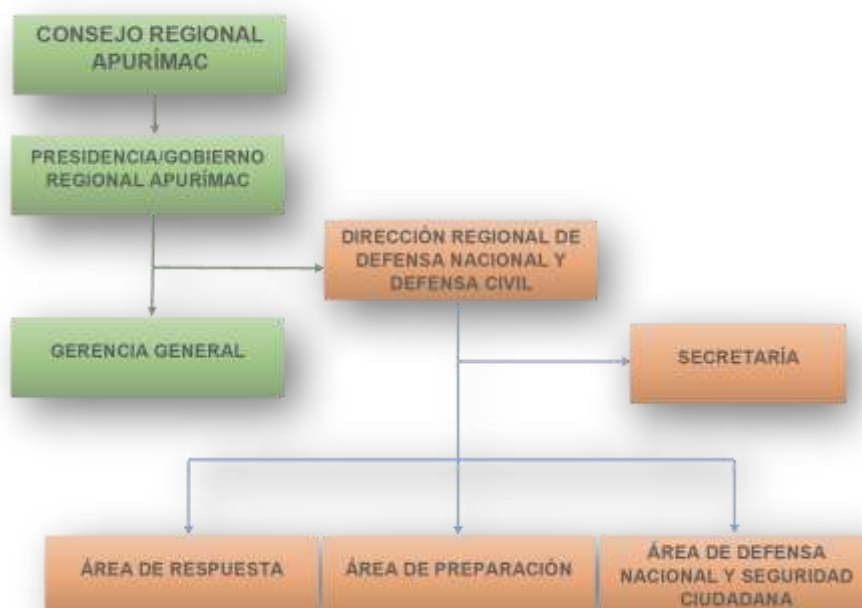 CONSEJO REGIONAL
APURÍMAC
PRESIDENCIA/GOBIERNO
REGIONAL APURÍMAC
DIRECCIÓN REGIONAL DE
DEFENSA NACIONAL Y
DEFENSA CIVIL
GERENCIA GENERAL
SECRETARÍA
ÁREA DE RESPUESTA
ÁREA DE PREPARACIÓN
ÁREA DE DEFENSA
NACIONAL Y SEGURIDAD
CIUDADANA